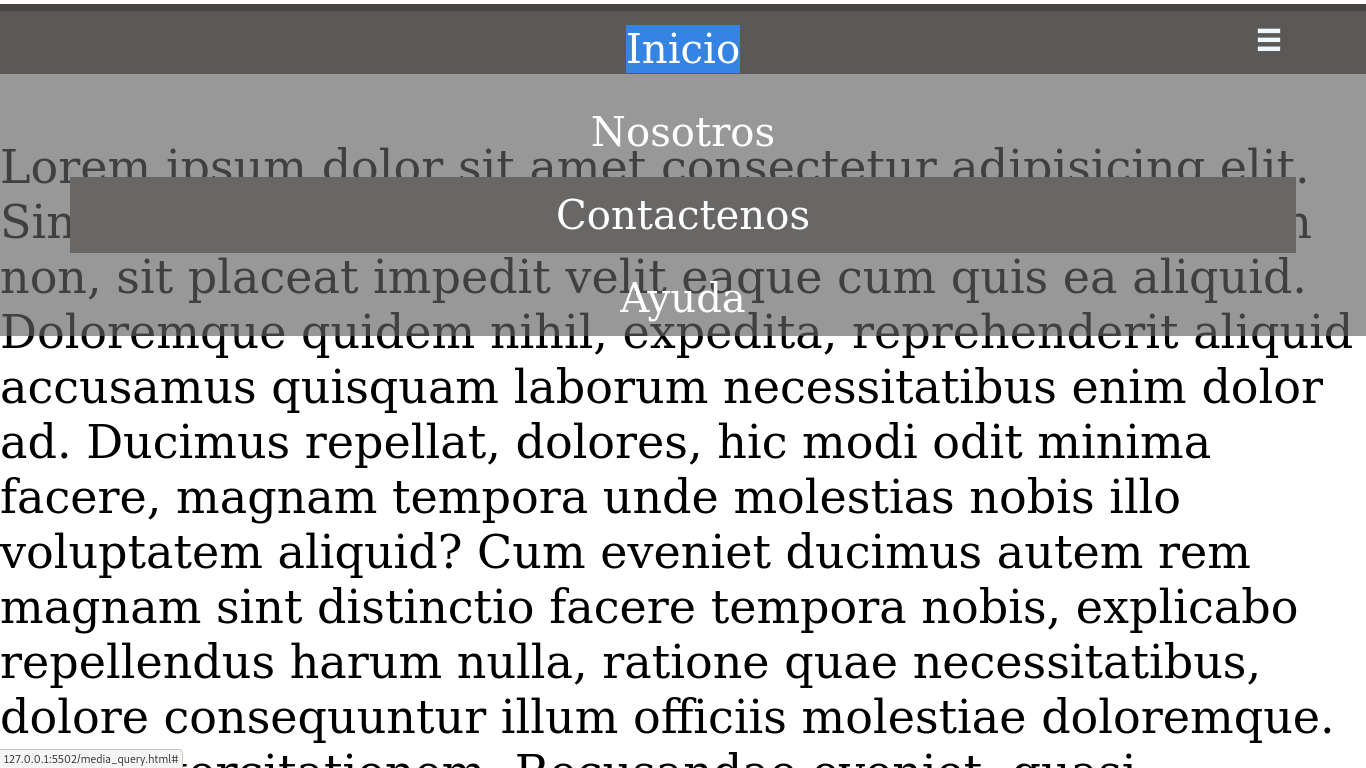 Inicio
Nosotros
Lorem ipsum dolor sit amet consectetur adipisicing elit.
Contactenos
non, sit placeat impedit velit eaque cum quis ea aliquid.
Ayuda
Doloremque quidem nihil, expedita, reprehenderit aliquid
accusamus quisquam laborum necessitatibus enim dolor
ad. Ducimus repellat, dolores, hic modi odit minima
facere, magnam tempora unde molestias nobis illo
voluptatem aliquid? Cum eveniet ducimus autem rem
magnam sint distinctio facere tempora nobis, explicabo
repellendus harum nulla, ratione quae necessitatibus,
dolore consequuntur illum officiis molestiae doloremque.
Recusandae eveniet, quasi
127.0.0.1:5502/media_query.html#